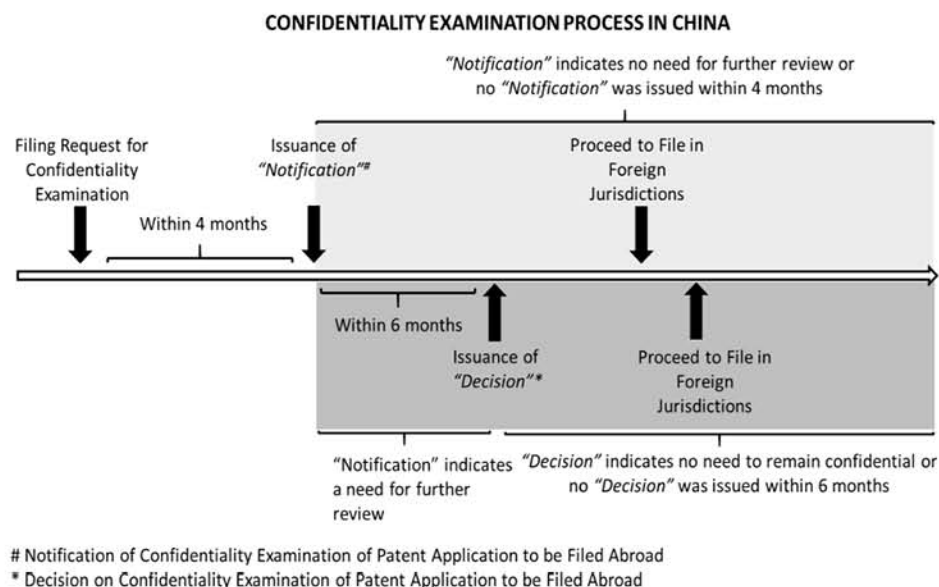 CONFIDENTIALITY EXAMINATION PROCESS IN CHINA
"Notification" indicates no need for further review or
no "Notification" was issued within 4 months
Filing Request for
Confidentiality
Examination
Issuance of
"Notification"#
Proceed to File in
Foreign
Jurisdictions
Within 4 months
Within 6 months
Issuance of
"Decision"*
Proceed to File in
Foreign
Jurisdictions
"Notification" indicates
a need for further
review
"Decision" indicates no need to remain confidential or
no "Decision" was issued within 6 months
# Notification of Confidentiality Examination of Patent Application to be Filed Abroad
* Decision on Confidentiality Examination of Patent Application to be Filed Abroad